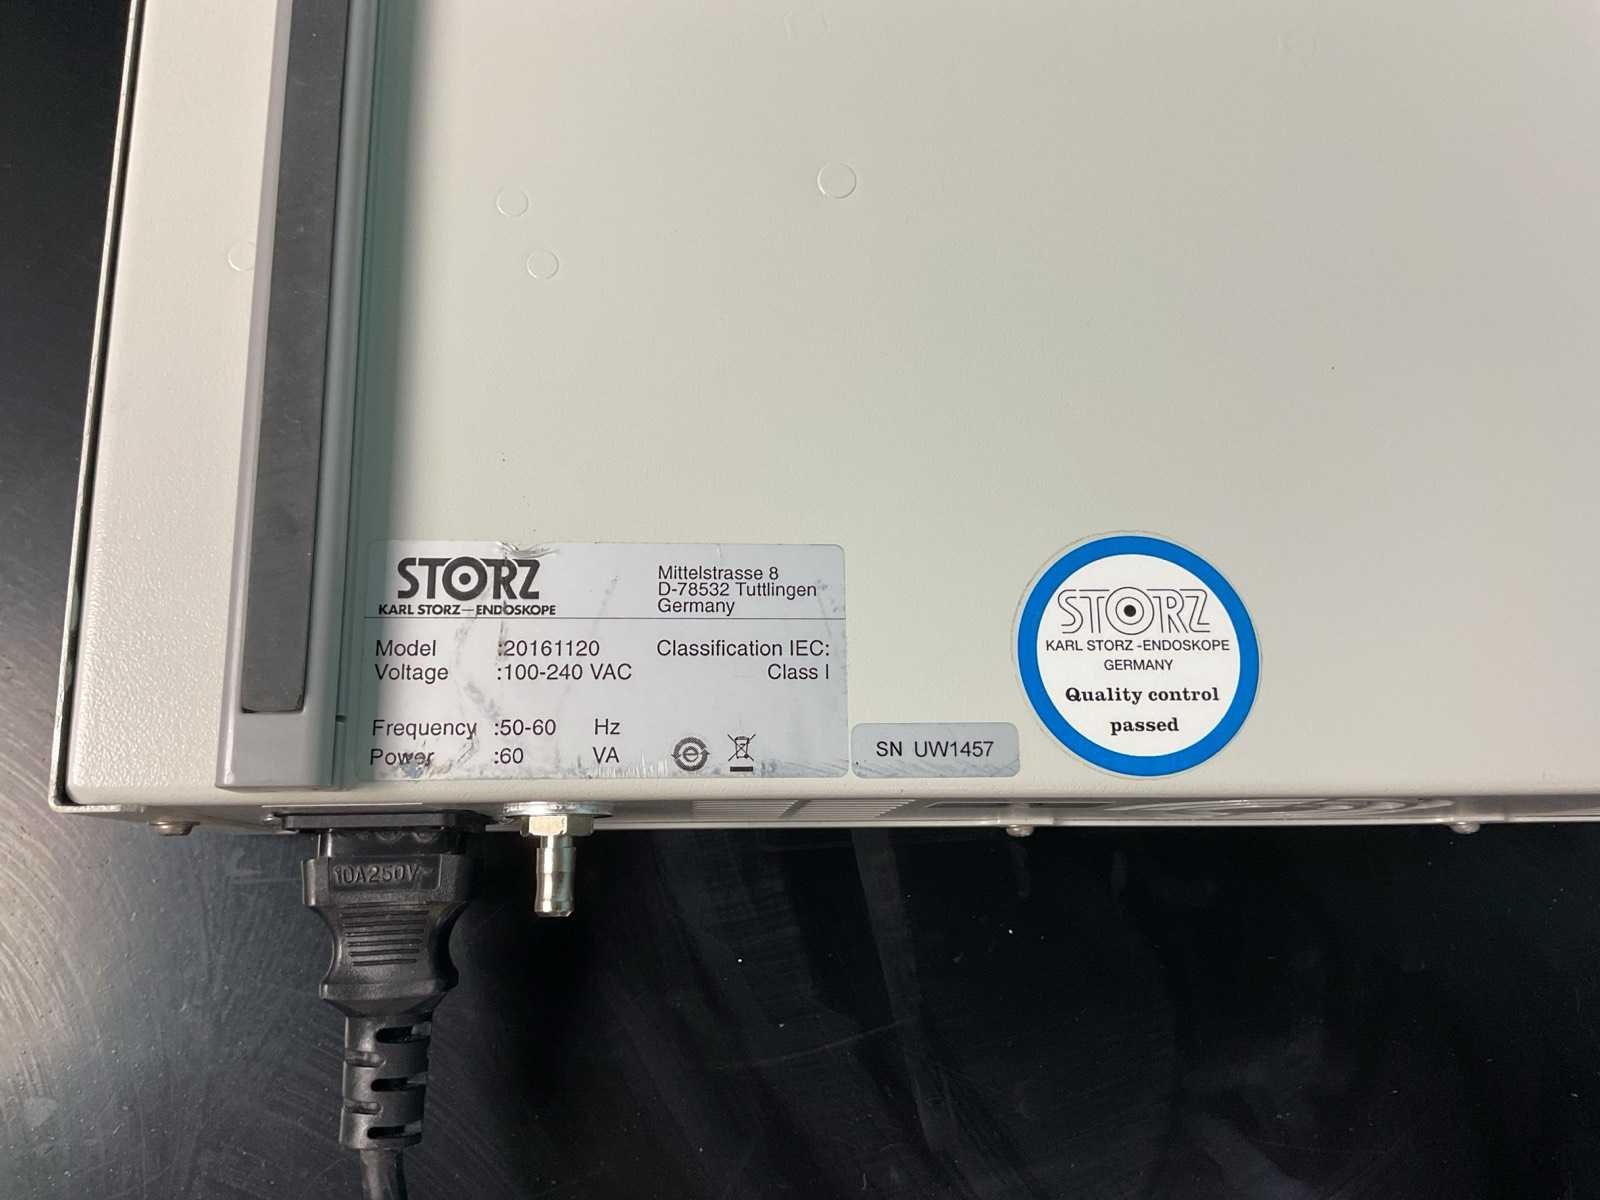 STORZ
KARL STORZ—ENDOSKOPE
Mittelstrasse 8
D-78532 Tuttlingen
Germany
Model :20161120
Voltage :100-240 VAC
Classification IEC:
Class I
Frequency :50-60 Hz
Power :60 VA
e
SN UW1457
STORZ
KARL STORZ-ENDOSKOPE
GERMANY
Quality control
passed
10A250V~